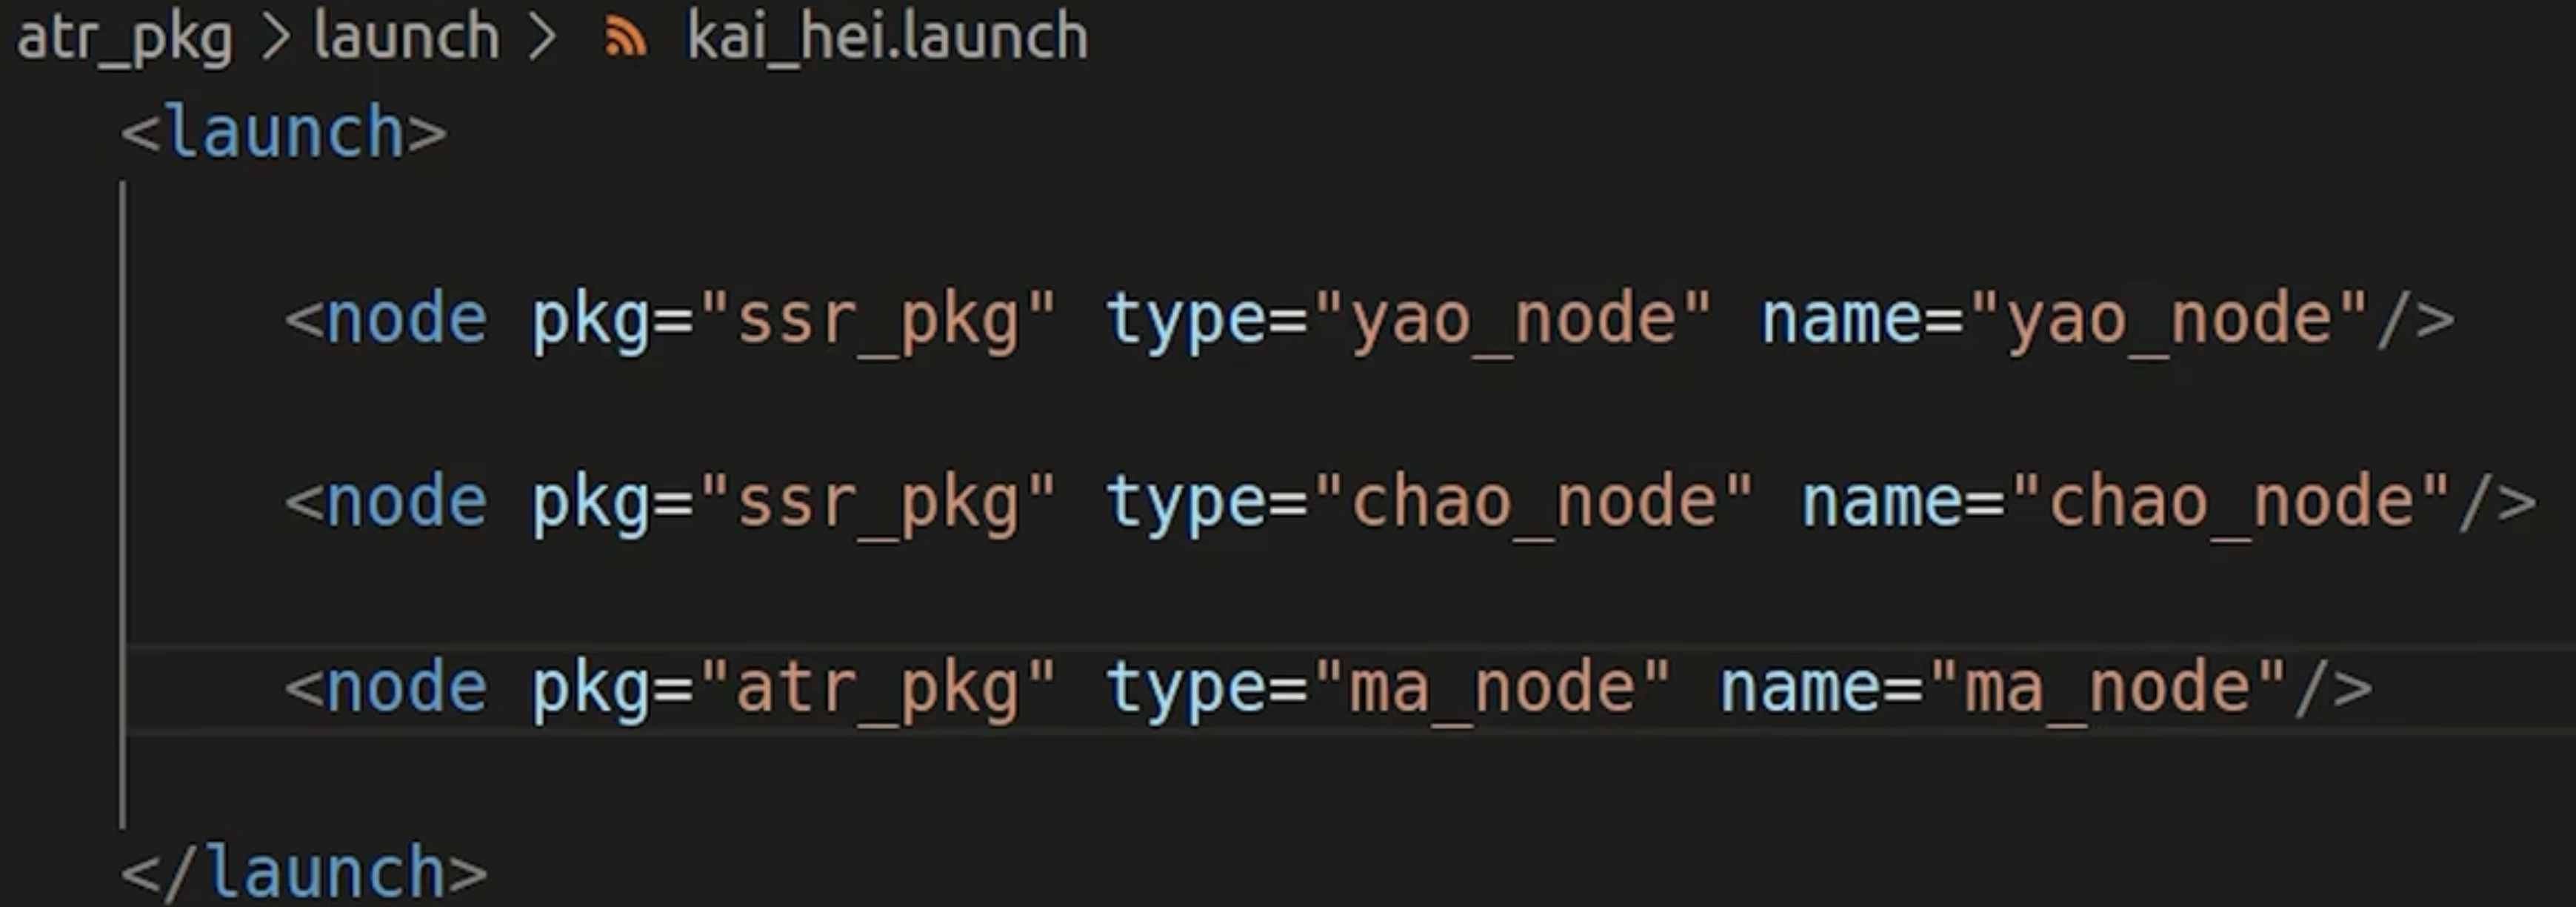 atr_pkg > launch > kai_hei.launch
<launch>
<node pkg="ssr_pkg" type="yao_node" name="yao_node"/>
<node pkg="ssr_pkg" type="chao_node" name="chao_node"/>
<node pkg="atr_pkg" type="ma_node" name="ma_node"/>
</launch>